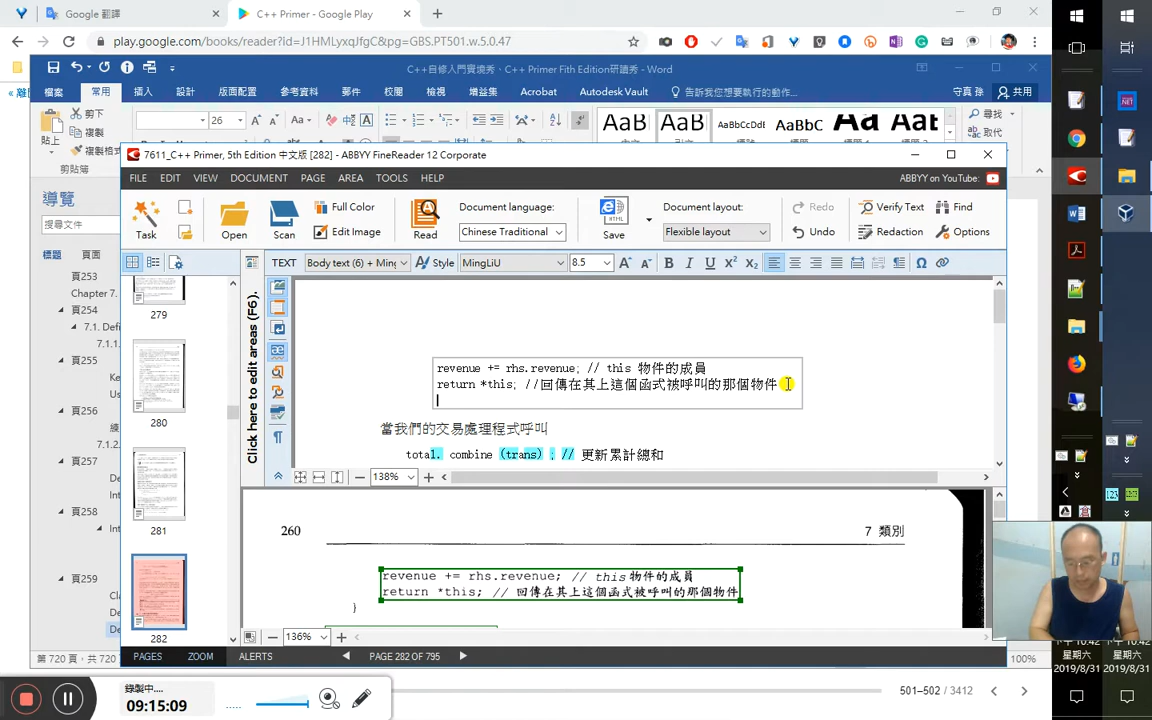 Google 翻譯
C++ Primer - Google Play
play.google.com/books/reader?id=J1HMLyxqJfgC&pg=GBS.PT501.w.5.0.47
C++自修入門實境秀、C++ Primer Fith Edition研讀秀 - Word
檔案 常用 插入 設計 版面配置 參考資料 郵件 校閱 檢視 增益集 Acrobat Autodesk Vault 告訴我您想要執行的動作 守真 孫 共用
剪下
複製
複製格式
貼上
剪貼簿
26
AaB AaB AaBbCcDdE AaBbC Aa Aat AaB
尋找
取代
7611_C++ Primer, 5th Edition 中文版 [282] - ABBYY FineReader 12 Corporate
FILE EDIT VIEW DOCUMENT PAGE AREA TOOLS HELP
ABBYY on YouTube:
Task Open Scan
Full Color
Edit Image
Read
Document language:
Chinese Traditional
Save
Document layout:
Flexible layout
Redo
Undo
Verify Text
Redaction
Find
Options
TEXT Body text (6) + Ming Style MingLiU 8.5
導覽
搜尋文件
標題 頁面
頁253
Chapter 7.
頁254
7.1. Defi
7.1.1.
頁255
頁256
頁257
頁258
頁259
279
280
281
282
Click here to edit areas (F6).
revenue += rhs.revenue; // this 物件的成員
return *this; //回傳在其上這個函式被呼叫的那個物件
當我們的交易處理程式呼叫
total. combine (trans) ; // 更新累計總和
138%
260
7 類別
revenue += rhs.revenue; // this 物件的成員
return *this; // 回傳在其上這個函式被呼叫的那個物件
}
136%
PAGES ZOOM ALERTS PAGE 282 OF 795
第 720 頁，共 720
100%
錄製中....
09:15:09
501–502 / 3412
星期六
2019/8/31
星期六
2019/8/31